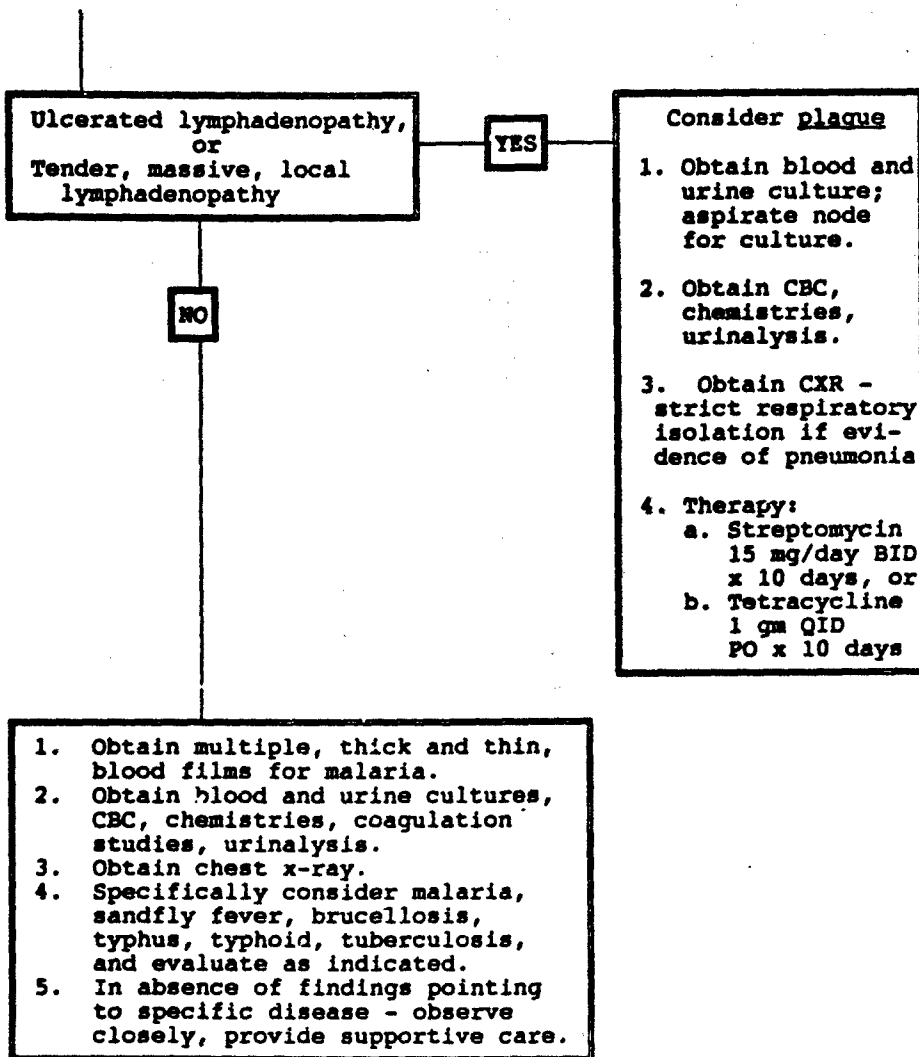 Ulcerated lymphadenopathy,
or
Tender, massive, local
lymphadenopathy
YES
NO
Consider plague
1. Obtain blood and
urine culture;
aspirate node
for culture.
2. Obtain CBC,
chemistries,
urinalysis.
3. Obtain CXR -
strict respiratory
isolation if evi-
dence of pneumonia
4. Therapy:
a. Streptomycin
15 mg/day BID
x 10 days, or
b. Tetracycline
1 gm QID
PO x 10 days
1. Obtain multiple, thick and thin,
blood films for malaria.
2. Obtain blood and urine cultures,
CBC, chemistries, coagulation
studies, urinalysis.
3. Obtain chest x-ray.
4. Specifically consider malaria,
sandfly fever, brucellosis,
typhus, typhoid, tuberculosis,
and evaluate as indicated.
5. In absence of findings pointing
to specific disease - observe
closely, provide supportive care.